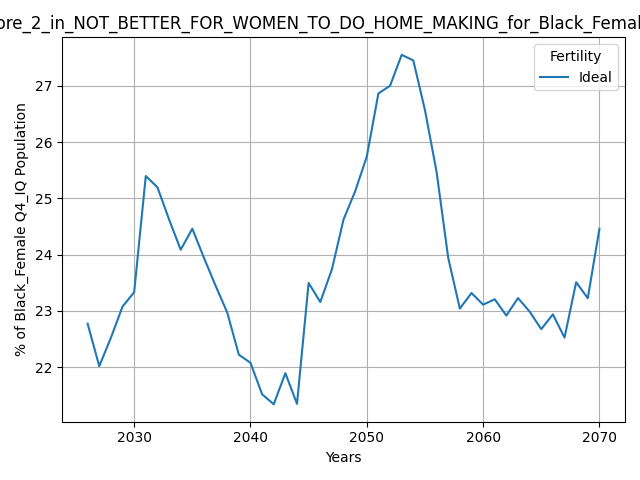 ore_2_in_NOT_BETTER_FOR_WOMEN_TO_DO_HOME_MAKING_for_Black_Femal
Fertility
Ideal
% of Black_Female Q4_IQ Population
27
26
25
24
23
22
2030 2040 2050 2060 2070
Years